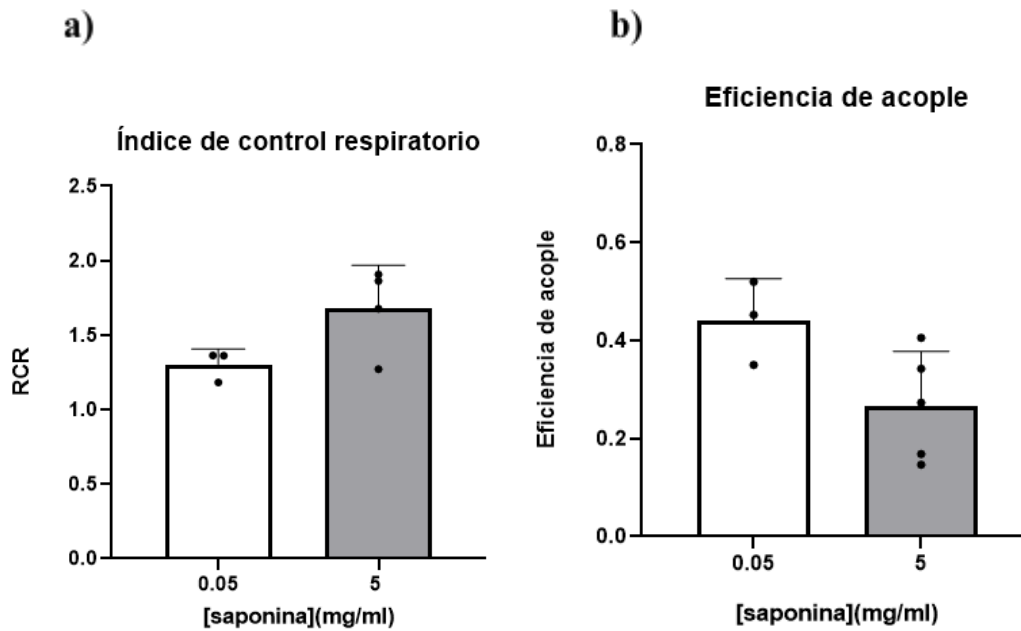 a)
Índice de control respiratorio
RCR
2.5
2.0
1.5
1.0
0.5
0.0
0.05
5
[saponina](mg/ml)
b)
Eficiencia de acople
Eficiencia de acople
0.8
0.6
0.4
0.2
0.0
0.05
5
[saponina](mg/ml)